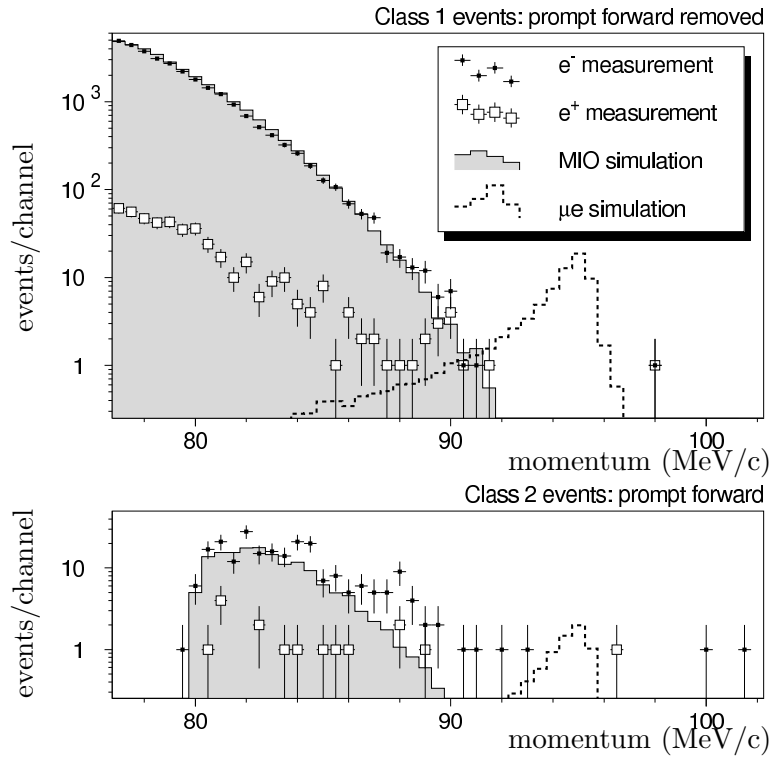 Class 1 events: prompt forward removed
events/channel
10³
10²
10
1
e⁻ measurement
e⁺ measurement
MIO simulation
μe simulation
80
90
100
momentum (MeV/c)
Class 2 events: prompt forward
events/channel
10
1
80
90
100
momentum (MeV/c)